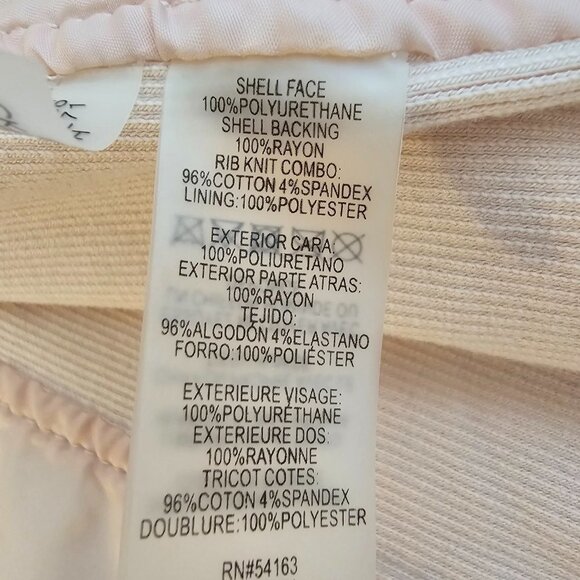 SHELL FACE
100%POLYURETHANE
SHELL BACKING
100%RAYON
RIB KNIT COMBO:
96%COTTON 4%SPANDEX
LINING:100%POLYESTER
EXTERIOR CARA:
100%POLIURETANO
EXTERIOR PARTE ATRAS:
100%RAYON
TEJIDO:
96%ALGODÓN 4%ELASTANO
FORRO:100%POLIÉSTER
EXTERIEURE VISAGE:
100%POLYURÉTHANE
EXTERIEURE DOS:
100%RAYONNE
TRICOT COTES:
96%COTON 4%SPANDEX
DOUBLURE:100%POLYESTER
RN#54163